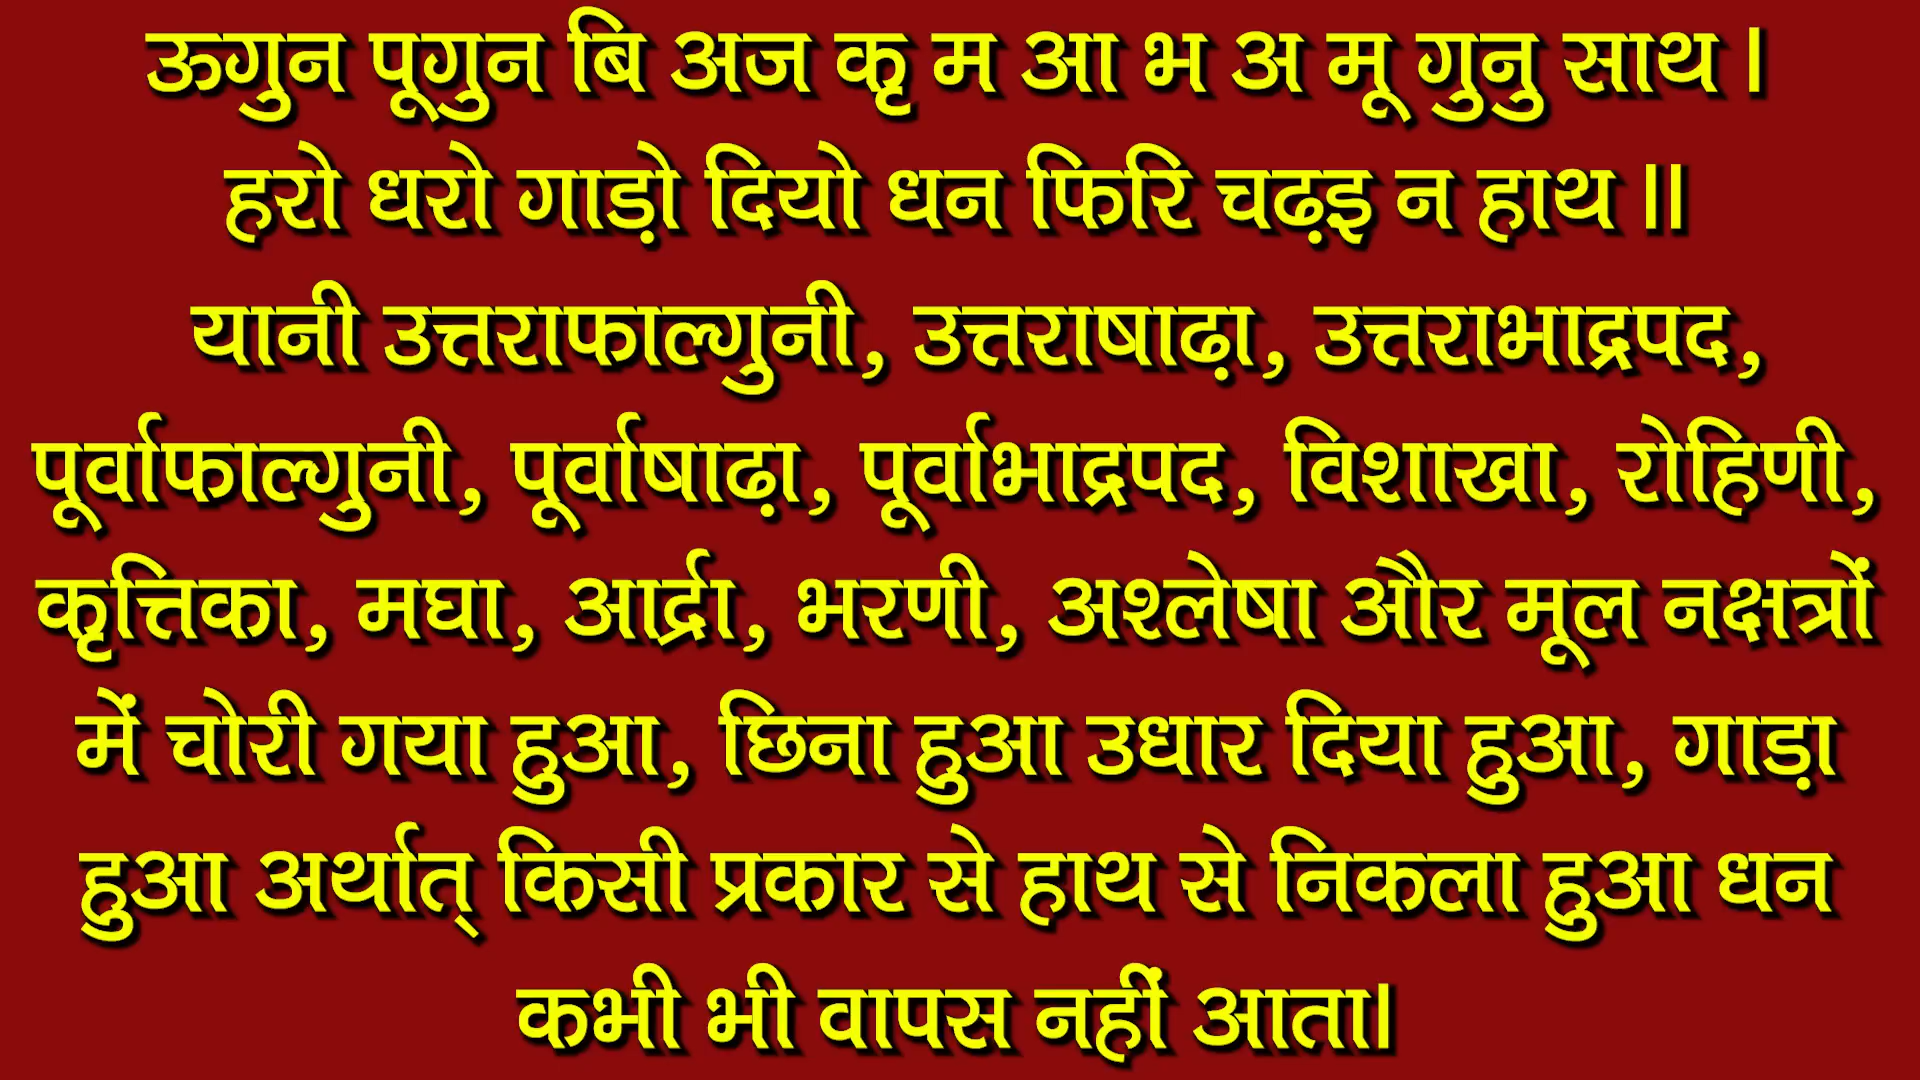 ऊगुन पूगुन बि अज कृ म आ भ अ मू गुनु साथ ।
हरो धरो गाड़ो दियो धन फिरि चढ़इ न हाथ ॥
यानी उत्तराफाल्गुनी, उत्तराषाढ़ा, उत्तराभाद्रपद,
पूर्वाफाल्गुनी, पूर्वाषाढ़ा, पूर्वाभाद्रपद, विशाखा, रोहिणी,
कृत्तिका, मघा, आर्द्रा, भरणी, अश्लेषा और मूल नक्षत्रों
में चोरी गया हुआ, छिना हुआ उधार दिया हुआ, गाड़ा
हुआ अर्थात् किसी प्रकार से हाथ से निकला हुआ धन
कभी भी वापस नहीं आता।